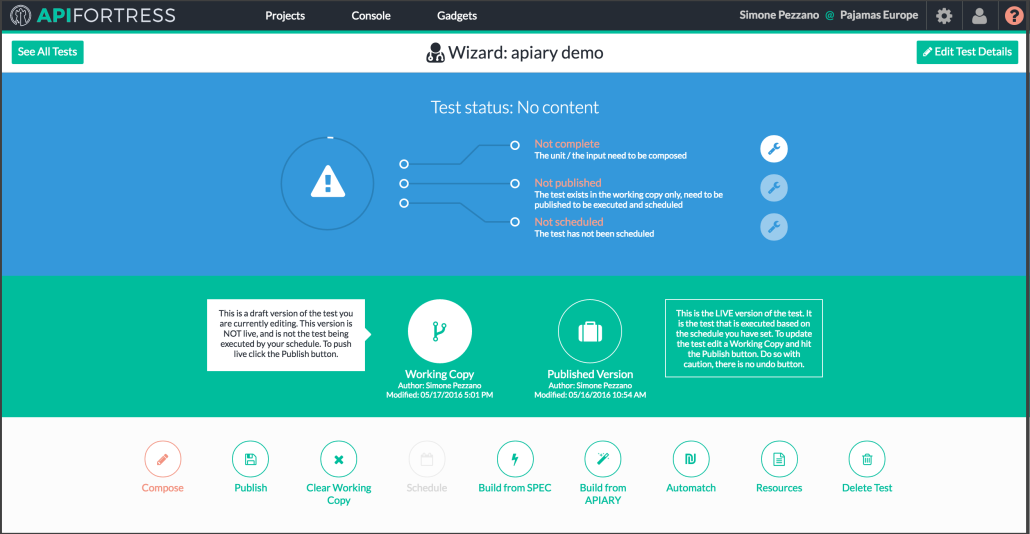 APIFORTRESS
Projects
Console
Gadgets
Simone Pezzano @ Pajamas Europe
?
See All Tests
Wizard: apiary demo
Edit Test Details
Test status: No content
Not complete
The unit / the input need to be composed
Not published
The test exists in the working copy only, need to be
published to be executed and scheduled
Not scheduled
The test has not been scheduled
This is a draft version of the test you
are currently editing. This version is
NOT live, and is not the test being
executed by your schedule. To push
live click the Publish button.
Working Copy
Author: Simone Pezzano
Modified: 05/17/2016 5:01 PM
Published Version
Author: Simone Pezzano
Modified: 05/16/2016 10:54 AM
This is the LIVE version of the test. It
is the test that is executed based on
the schedule you have set. To update
the test edit a Working Copy and hit
the Publish button. Do so with
caution, there is no undo button.
Compose
Publish
Clear Working
Copy
Schedule
Build from SPEC
Build from
APIARY
Automatch
Resources
Delete Test